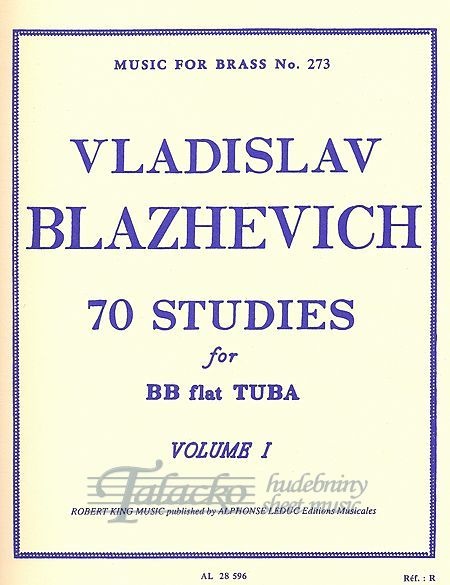 MUSIC FOR BRASS No. 273
VLADISLAV
BLAZHEVICH
70 STUDIES
for
BB flat TUBA
VOLUME I
Talacko hudebniny
sheet music
ROBERT KING MUSIC published by ALPHONSE LEDUC Editions Musicales
AL 28 596
Réf. : R